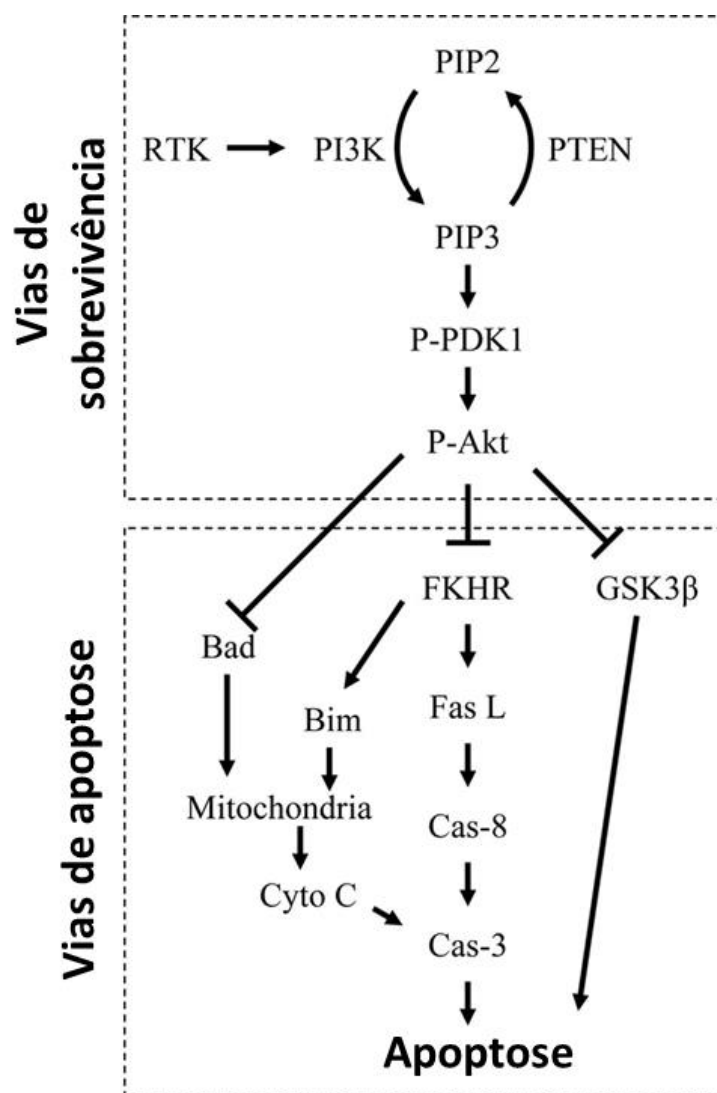 Vias de
sobrevivência
PIP2
RTK PI3K PTEN
PIP3
P-PDK1
P-Akt
Vias de apoptose
FKHR GSK3β
Bad
Bim Fas L
Mitochondria Cas-8
Cyto C
Cas-3
Apoptose